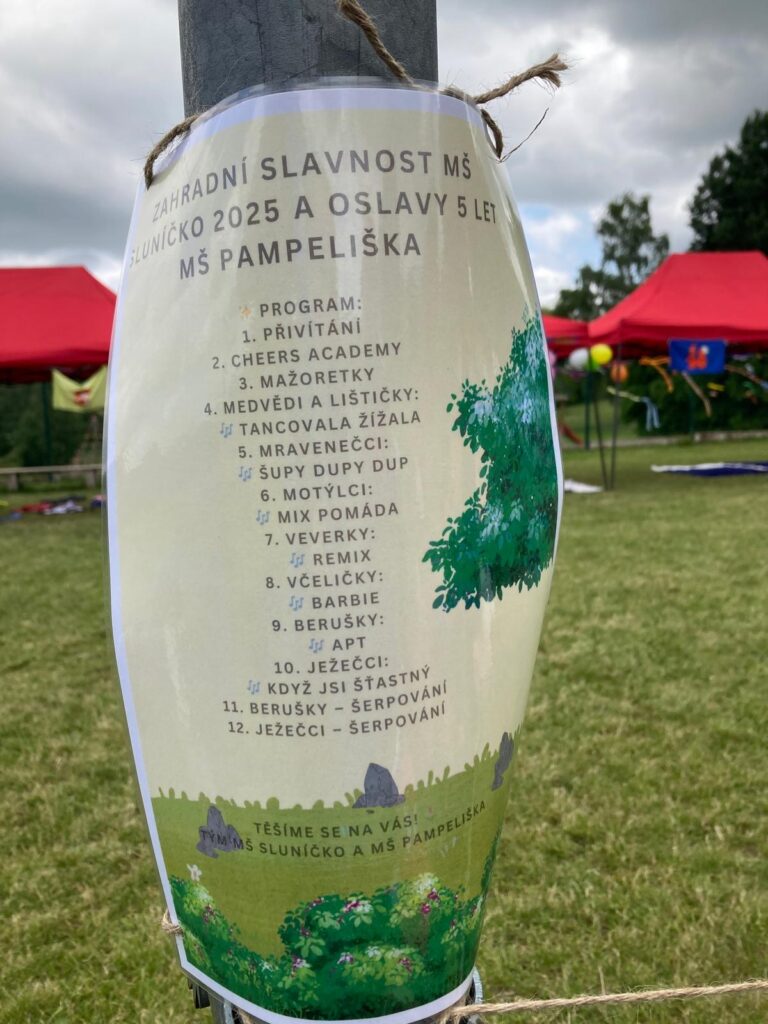 ZAHRADNÍ SLAVNOST MŠ
SLUNÍČKO 2025 A OSLAVY 5 LET
MŠ PAMPELIŠKA
✨ PROGRAM:
1. PŘIVÍTÁNÍ
2. CHEERS ACADEMY
3. MAŽORETKY
4. MEDVĚDI A LIŠTIČKY:
🎶 TANCOVALA ŽÍŽALA
5. MRAVENEČCI:
🎶 ŠUPY DUPY DUP
6. MOTÝLCI:
🎶 MIX POMÁDA
7. VEVERKY:
🎶 REMIX
8. VČELIČKY:
🎶 BARBIE
9. BERUŠKY:
🎶 APT
10. JEŽEČCI:
🎶 KDYŽ JSI ŠŤASTNÝ
11. BERUŠKY – ŠERPOVÁNÍ
12. JEŽEČCI – ŠERPOVÁNÍ
TĚŠÍME SE NA VÁS!
TÝM MŠ SLUNÍČKO A MŠ PAMPELIŠKA